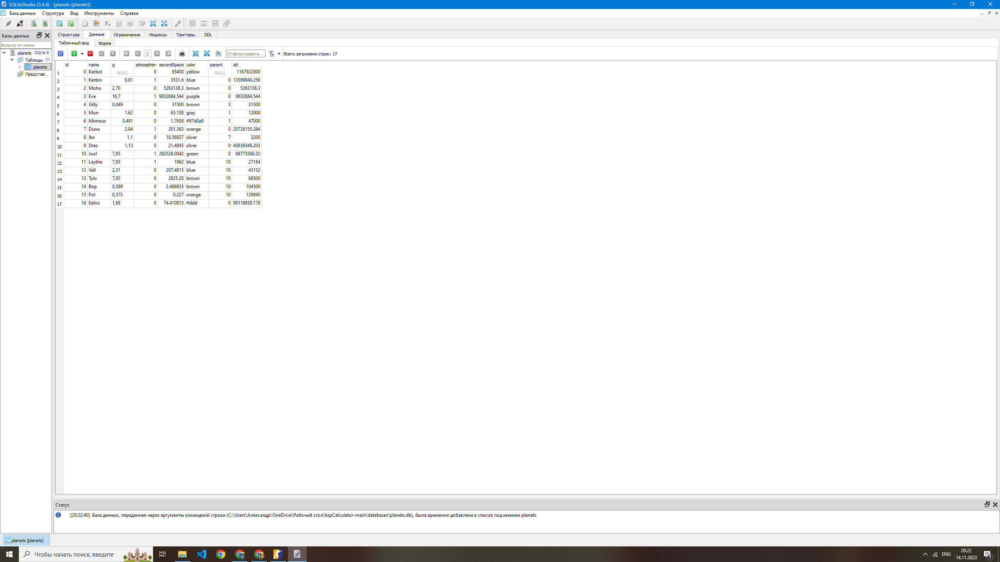 SQLiteStudio (3.4.4) - [planets (planets)]
База данных Структура Вид Инструменты Справка
Базы данных
Фильтр по имени
planets (SQLite 3)
Таблицы (1)
planets
Представ...
Структура Данные Ограничения Индексы Триггеры DDL
Табличный вид Форма
1 Отфильтровать... Всего загружено строк: 17
id name g atmosphere secondSpace color parent alt
1 0 Kerbol NULL 0 65400 yellow NULL 1167922000
2 1 Kerbin 9.81 1 3531.6 blue 0 13599840.256
3 2 Moho 2,70 0 5263138.3 brown 0 5263138.3
4 3 Eve 16,7 1 9832684.544 purple 0 9832684.544
5 4 Gilly 0,049 0 31500 brown 3 31500
6 5 Mun 1.62 0 65.138 gray 1 12000
7 6 Mimnus 0.491 0 1.7658 #97d0a9 1 47000
8 7 Duna 2.94 1 301.363 orange 0 20726155.264
9 8 Ike 1.1 0 18.56837 silver 7 3200
10 9 Dres 1.13 0 21.4845 silver 0 40839348.203
11 10 Jool 7,85 1 282528.0042 green 0 68773560.32
12 11 Laythe 7,85 1 1962 blue 10 27184
13 12 Vall 2,31 0 207.4815 blue 10 43152
14 13 Tylo 7,85 0 2825.28 brown 10 68500
15 14 Bop 0,589 0 2.486835 brown 10 104500
16 15 Pol 0,373 0 0.227 orange 10 129890
17 16 Eeloo 1,69 0 74.410815 #ddd 0 90118858.179
Статус
[20:22:40] База данных, переданная через аргументы командной строки (C:\Users\Александр\OneDrive\Рабочий стол\kspCalculator-main\datebases\planets.db), была временно добавлена в список под именем planets
planets (planets)
Чтобы начать поиск, введите
ENG
20:22
14.11.2023
1